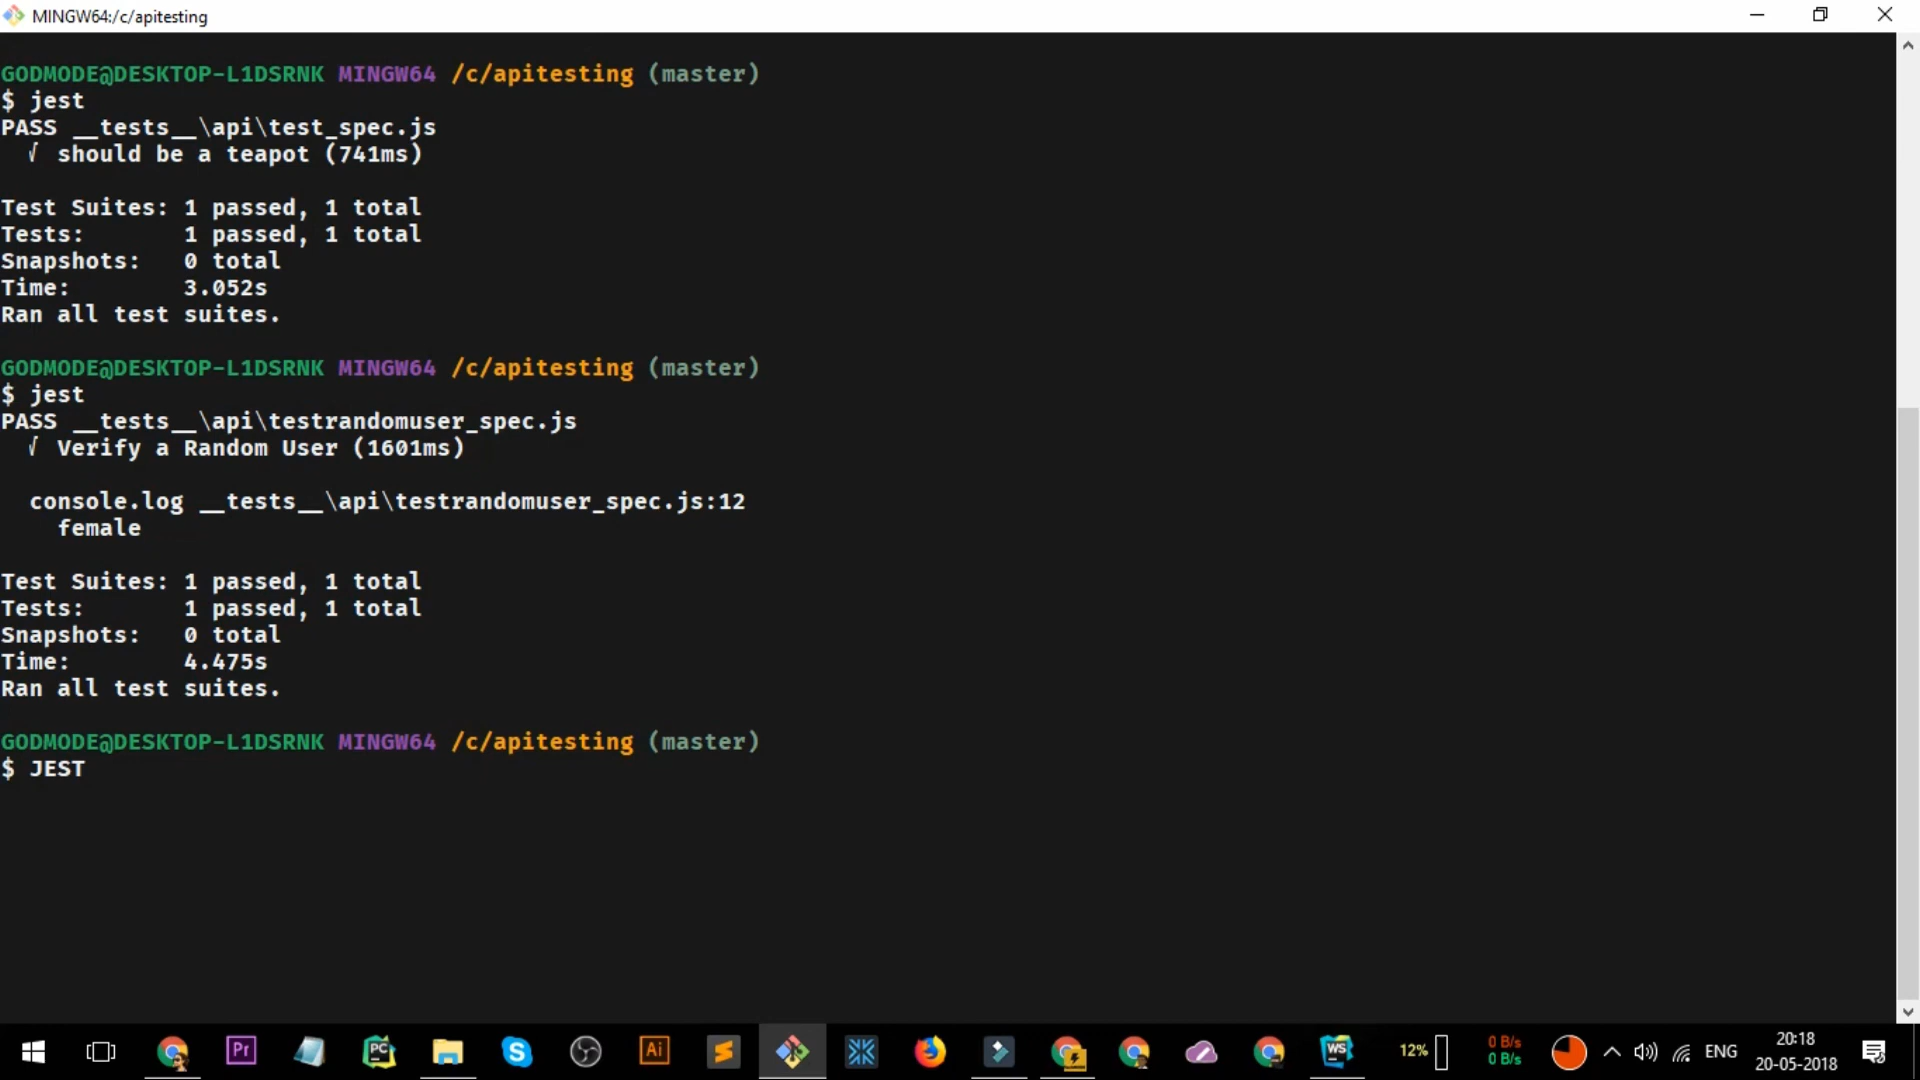 MINGW64:/c/apitesting
GODMODE@DESKTOP-L1DSRNK MINGW64 /c/apitesting (master)
$ jest
PASS __tests__\api\test_spec.js
√ should be a teapot (741ms)
Test Suites: 1 passed, 1 total
Tests: 1 passed, 1 total
Snapshots: 0 total
Time: 3.052s
Ran all test suites.
GODMODE@DESKTOP-L1DSRNK MINGW64 /c/apitesting (master)
$ jest
PASS __tests__\api\testrandomuser_spec.js
√ Verify a Random User (1601ms)
console.log __tests__\api\testrandomuser_spec.js:12
female
Test Suites: 1 passed, 1 total
Tests: 1 passed, 1 total
Snapshots: 0 total
Time: 4.475s
Ran all test suites.
GODMODE@DESKTOP-L1DSRNK MINGW64 /c/apitesting (master)
$ JEST
Pr
PC
S
Ai
WS
12%
0 B/s
0 B/s
ENG
20:18
20-05-2018